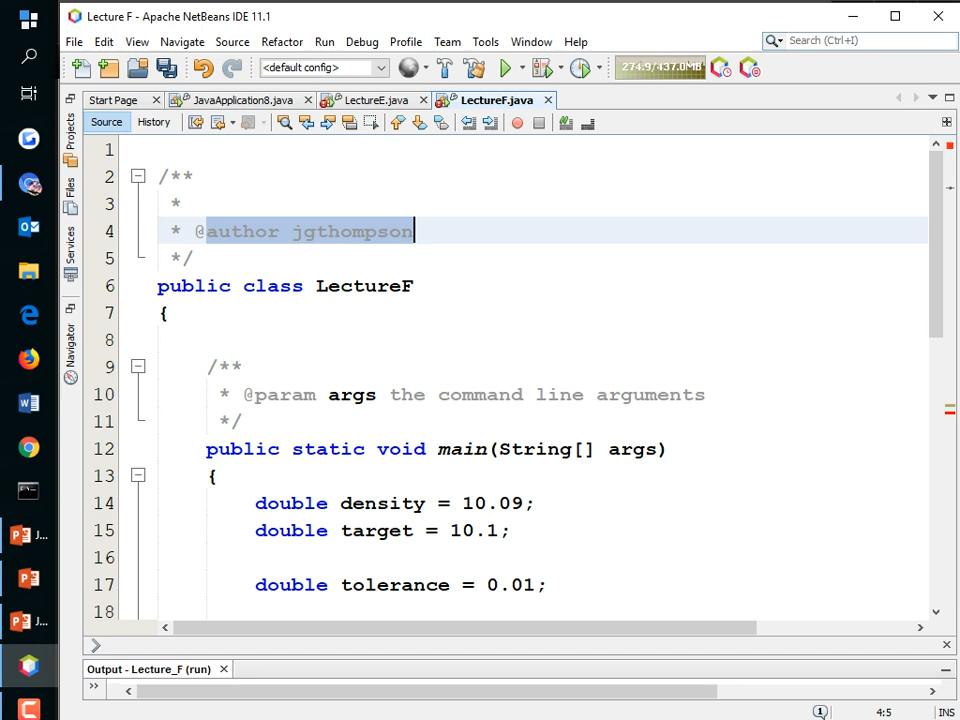 Lecture F - Apache NetBeans IDE 11.1
File Edit View Navigate Source Refactor Run Debug Profile Team Tools Window Help
Search (Ctrl+I)
<default config>
274.9/437.0MB
Start Page JavaApplication8.java LectureE.java LectureF.java
Source History
Projects
Files
Services
Navigator
1
2 /**
3 *
4 * @author jgthompson
5 */
6 public class LectureF
7 {
8
9 /**
10 * @param args the command line arguments
11 */
12 public static void main(String[] args)
13 {
14 double density = 10.09;
15 double target = 10.1;
16
17 double tolerance = 0.01;
18
Output - Lecture_F (run)
J...
J...
1 4:5 INS